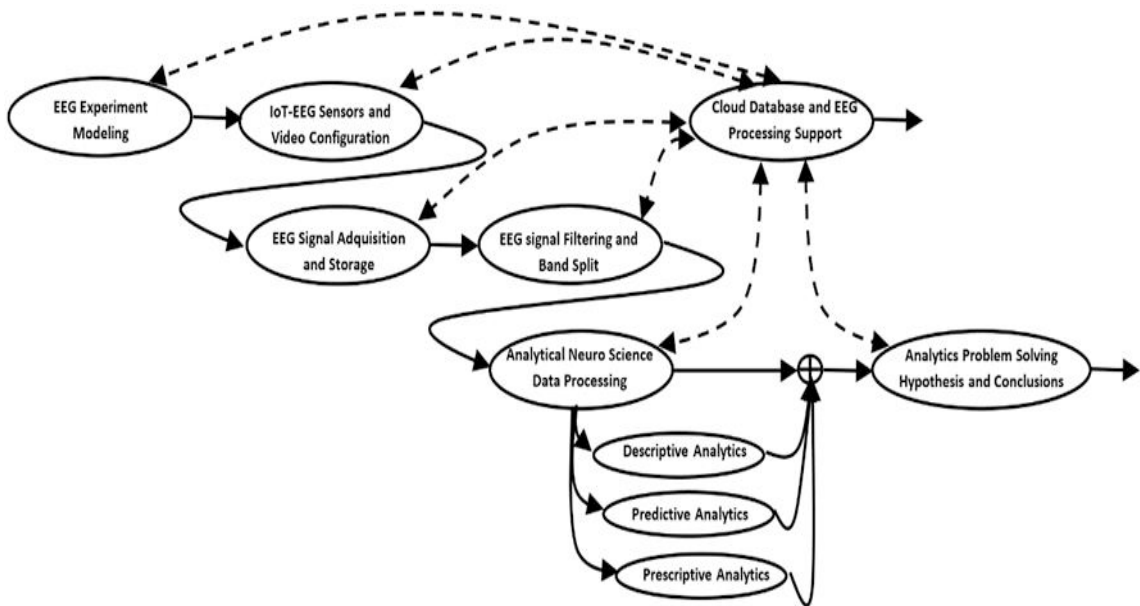 EEG Experiment
Modeling
IoT-EEG Sensors and
Video Configuration
Cloud Database and EEG
Processing Support
EEG Signal Adquisition
and Storage
EEG signal Filtering and
Band Split
Analytical Neuro Science
Data Processing
Analytics Problem Solving
Hypothesis and Conclusions
Descriptive Analytics
Predictive Analytics
Prescriptive Analytics